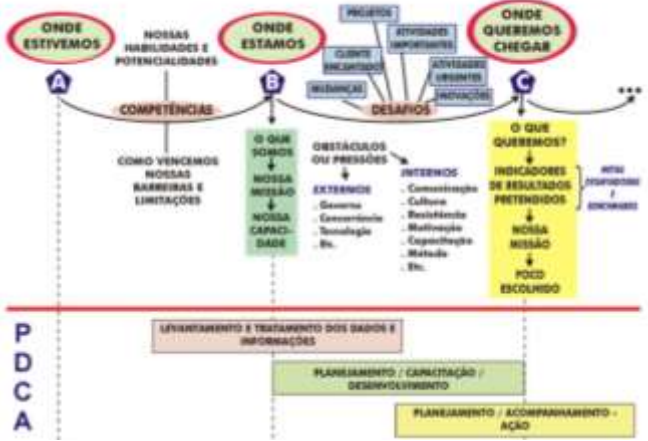 ONDE
ESTIVEMOS
NOSSAS
HABILIDADES E
POTENCIALIDADES
ONDE
ESTAMOS
PROJETOS
ATIVIDADES
IMPORTANTES
CLIENTE
ENCANTADO
ATIVIDADES
URGENTES
MUDANÇAS
INOVAÇÕES
ONDE
QUEREMOS
CHEGAR
A
B
C
...
COMPETÊNCIAS
DESAFIOS
COMO VENCEMOS
NOSSAS
BARREIRAS E
LIMITAÇÕES
O QUE
SOMOS
NOSSA
MISSÃO
NOSSA
CAPACI-
DADE
OBSTÁCULOS
OU PRESSÕES
EXTERNOS
. Governo
. Concorrência
. Tecnologia
. Etc.
INTERNOS
. Comunicação
. Cultura
. Resistência
. Motivação
. Capacitação
. Método
. Etc.
O QUE
QUEREMOS?
INDICADORES
DE RESULTADOS
PRETENDIDOS
NOSSA
MISSÃO
FOCO
ESCOLHIDO
METAS
/
P
D
C
A
LEVANTAMENTO E TRATAMENTO DOS DADOS E
INFORMAÇÕES
PLANEJAMENTO / CAPACITAÇÃO /
DESENVOLVIMENTO
PLANEJAMENTO / ACOMPANHAMENTO -
AÇÃO